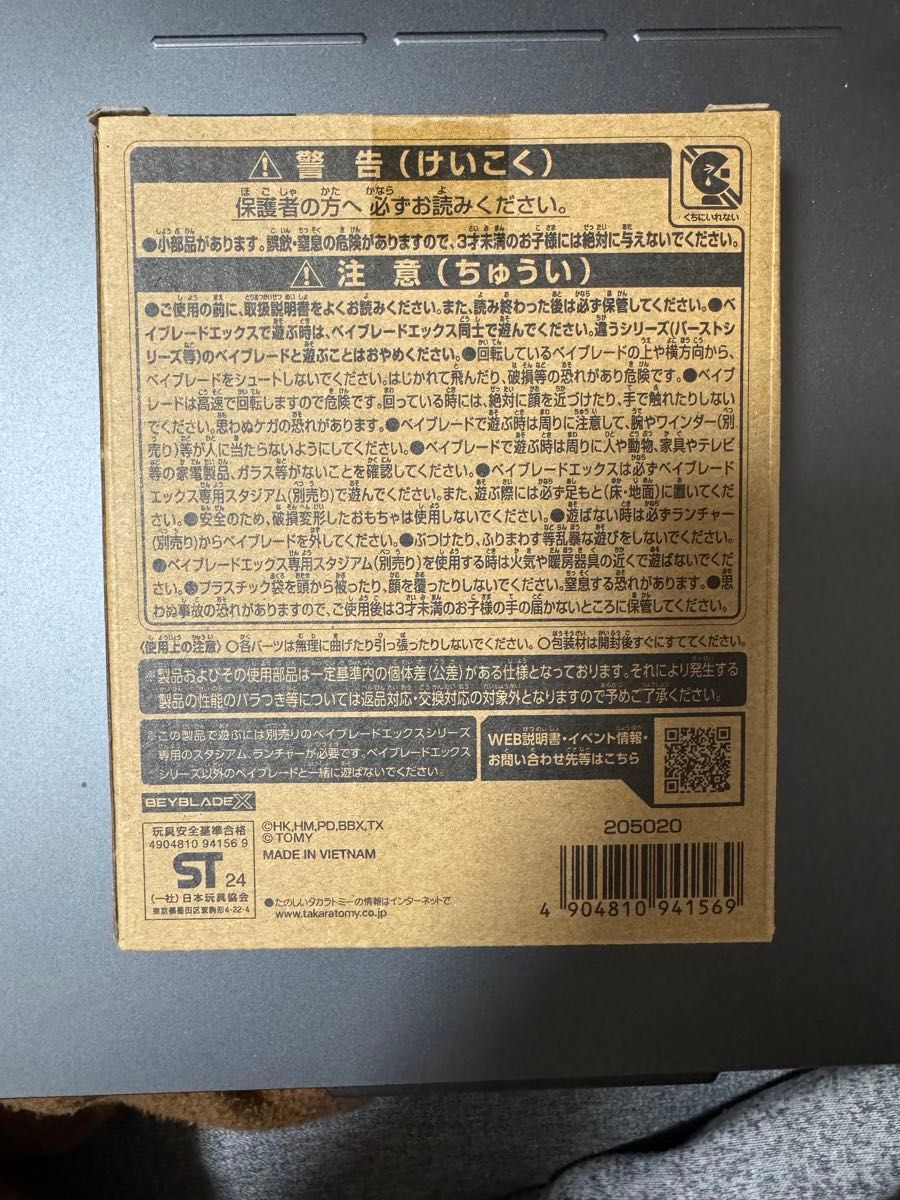 ⚠警告(けいこく)
くちにいれない
保護者の方へ 必ずお読みください。
●小部品があります。誤飲・窒息の危険がありますので、3才未満のお子様には絶対に与えないでください。
⚠注意(ちゅうい)
●ご使用の前に、取扱説明書をよくお読みください。また、読み終わった後は必ず保管してください。●ベ
イブレードエックスで遊ぶ時は、ベイブレードエックス同士で遊んでください。違うシリーズ(バーストシ
リーズ等)のベイブレードと遊ぶことはおやめください。●回転しているベイブレードの上や横方向から、
ベイブレードをシュートしないでください。はじかれて飛んだり、破損等の恐れがあり危険です。●ベイブ
レードは高速で回転しますので危険です。回っている時には、絶対に顔を近づけたり、手で触れたりしない
でください。思わぬケガの恐れがあります。●ベイブレードで遊ぶ時は周りに注意して、腕やワインダー(別
売り)等が人に当たらないようにしてください。●ベイブレードで遊ぶ時は周りに人や動物、家具やテレビ
等の家電製品、ガラス等がないことを確認してください。●ベイブレードエックスは必ずベイブレード
エックス専用スタジアム(別売り)で遊んでください。また、遊ぶ際には必ず足もと(床・地面)に置いてくだ
さい。●安全のため、破損変形したおもちゃは使用しないでください。●遊ばない時は必ずランチャー
(別売り)からベイブレードを外してください。●ぶつけたり、ふりまわす等乱暴な遊びをしないでください。
●ベイブレードエックス専用スタジアム(別売り)を使用する時は火気や暖房器具の近くで遊ばないでくだ
さい。●プラスチック袋を頭から被ったり、顔を覆ったりしないでください。窒息する恐れがあります。●思
わぬ事故の恐れがありますので、ご使用後は3才未満のお子様の手の届かないところに保管してください。
〈使用上の注意〉○各パーツは無理に曲げたり引っ張ったりしないでください。○包装材は開封後すぐにすててください。
※製品およびその使用部品は一定基準内の個体差(公差)がある仕様となっております。それにより発生する
製品の性能のバラつき等については返品対応・交換対応の対象外となりますので予めご了承ください。
※この製品で遊ぶには別売りのベイブレードエックスシリーズ
専用のスタジアム、ランチャーが必要です。ベイブレードエックス
シリーズ以外のベイブレードと一緒に遊ばないでください。
WEB説明書・イベント情報・
お問い合わせ先等はこちら
BEYBLADE X
玩具安全基準合格
4904810 94156 9
ST 24
(一社)日本玩具協会
東京都墨田区東駒形4-22-4
©HK,HM,PD,BBX,TX
© TOMY
MADE IN VIETNAM
●たのしいタカラトミーの情報はインターネットで
www.takaratomy.co.jp
205020
4 904810 941569